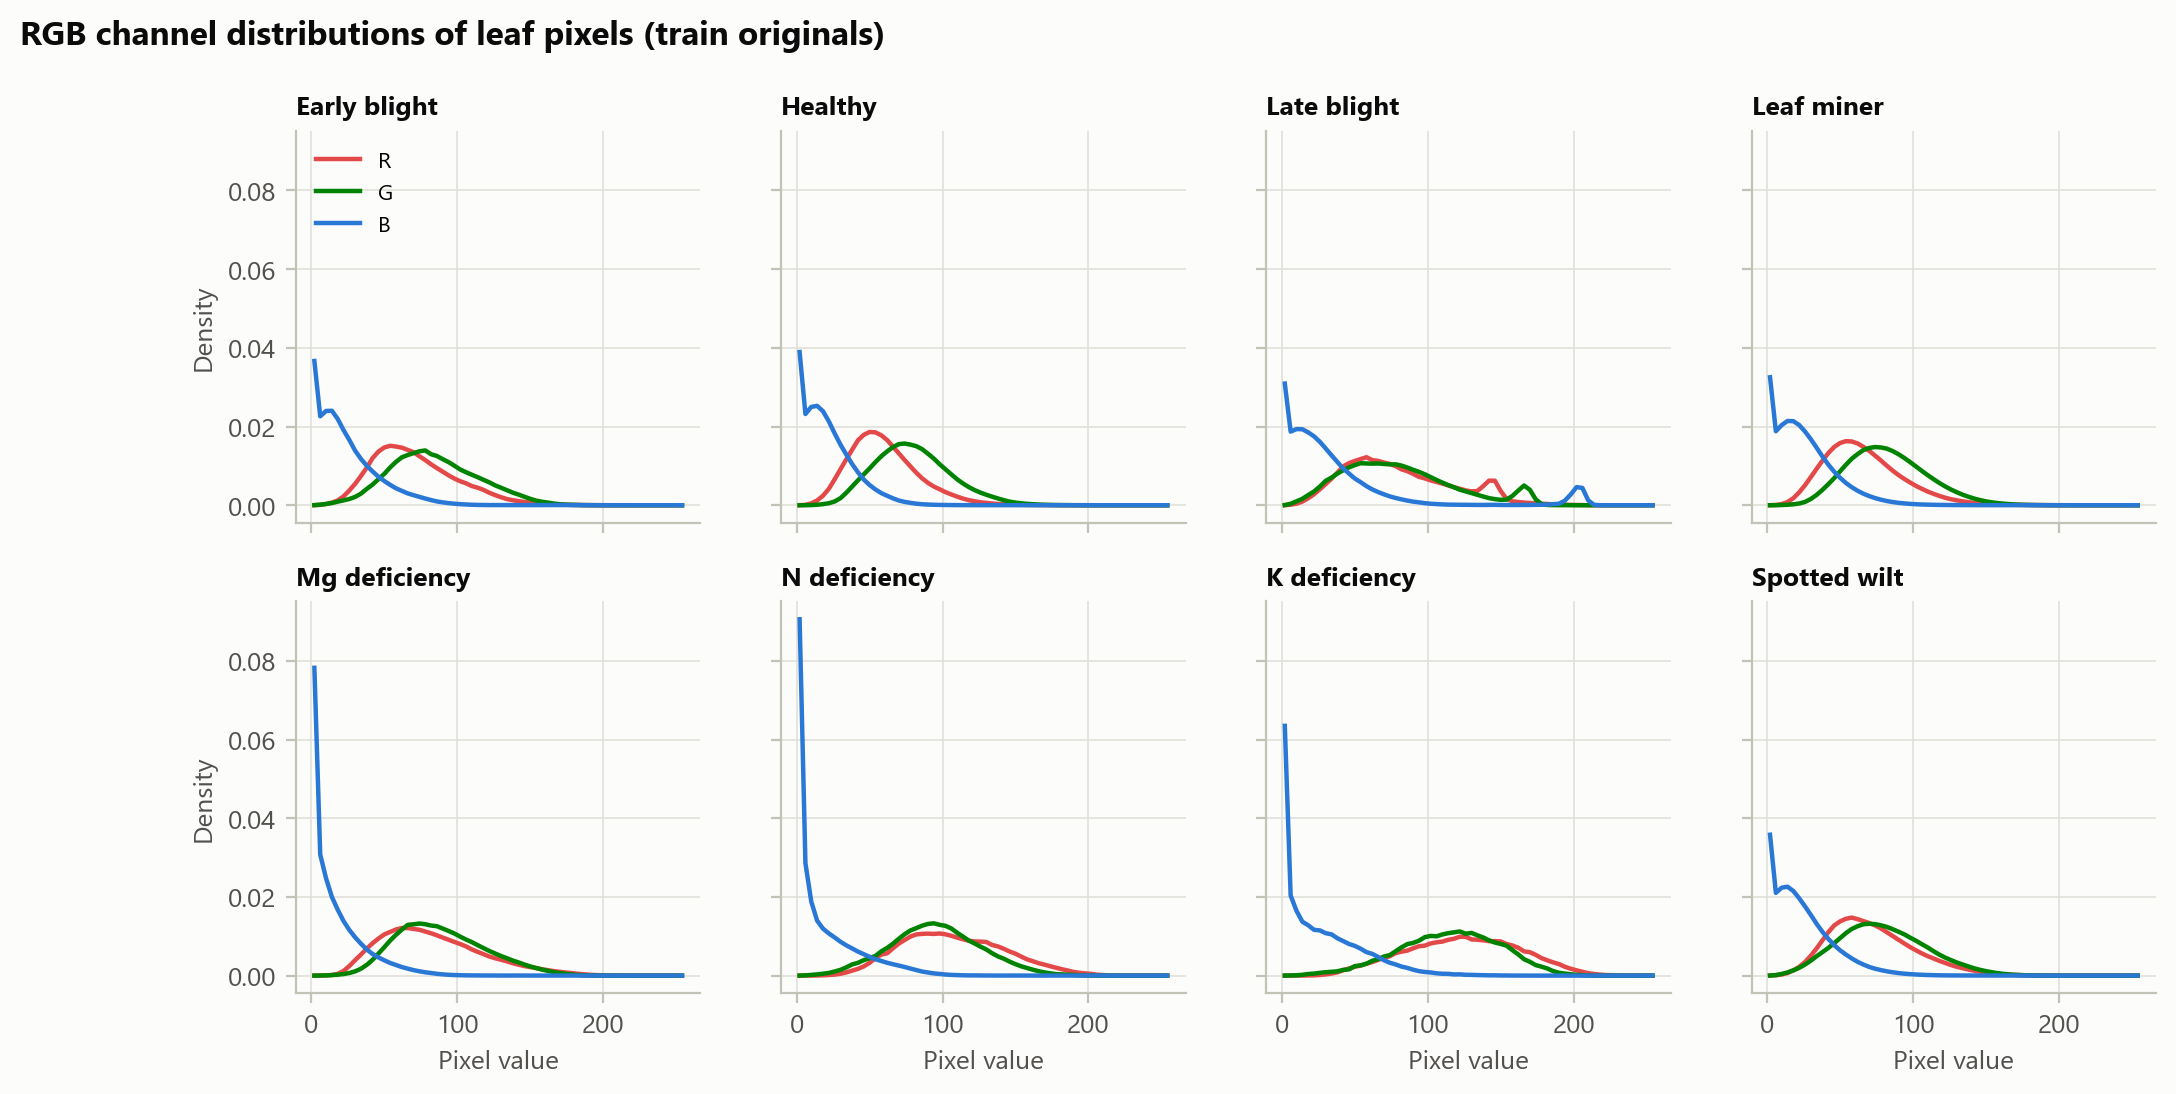 RGB channel distributions of leaf pixels (train originals)
Early blight
Healthy
Late blight
Leaf miner
R
G
B
0.08
0.06
0.04
0.02
0.00
Density
Mg deficiency
N deficiency
K deficiency
Spotted wilt
0.08
0.06
0.04
0.02
0.00
Density
0 100 200
0 100 200
0 100 200
0 100 200
Pixel value
Pixel value
Pixel value
Pixel value